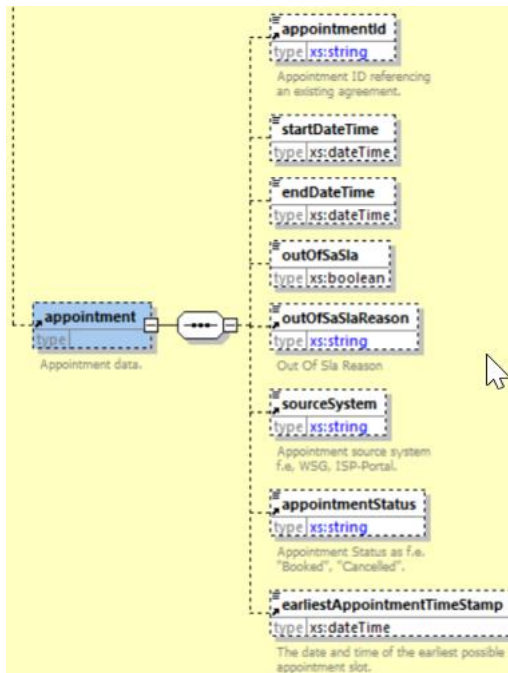 appointmentId
type xs:string
Appointment ID referencing
an existing agreement.
startDateTime
type xs:dateTime
endDateTime
type xs:dateTime
outOfSaSla
type xs:boolean
appointment
type
Appointment data.
outOfSaSlaReason
type xs:string
Out Of Sla Reason
sourceSystem
type xs:string
Appointment source system
f.e, WSG, ISP-Portal.
appointmentStatus
type xs:string
Appointment Status as f.e.
"Booked", "Cancelled".
earliestAppointmentTimeStamp
type xs:dateTime
The date and time of the earliest possible
appointment slot.